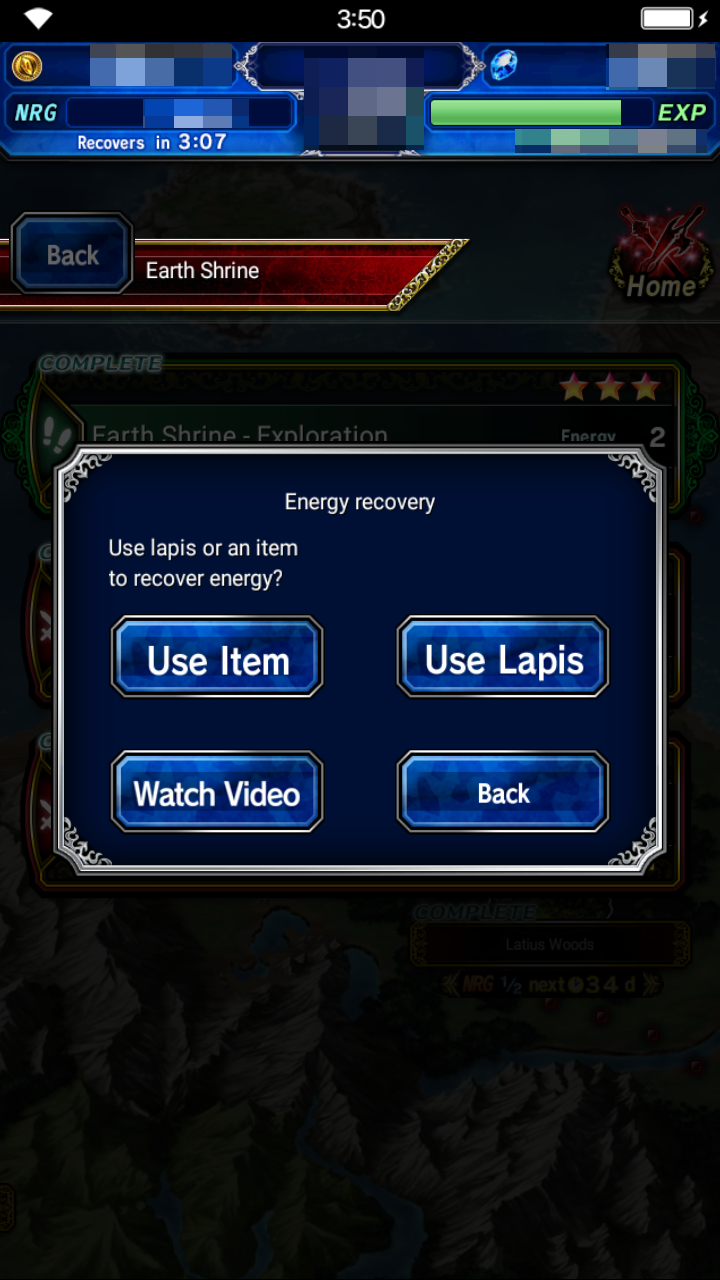 3:50
NRG
EXP
Recovers in 3:07
Back
Earth Shrine
Home
COMPLETE
Earth Shrine - Exploration
Energy 2
Energy recovery
Use lapis or an item
to recover energy?
Use Item
Use Lapis
Watch Video
Back
COMPLETE
Latius Woods
NRG 1/2 next 34 d